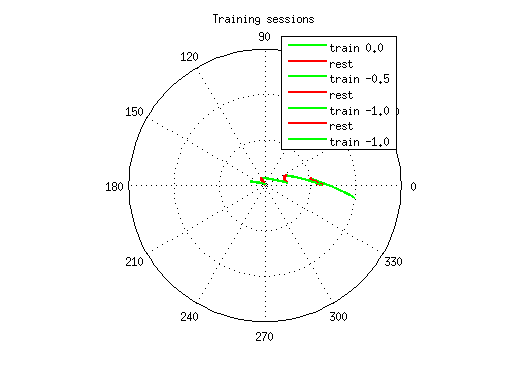 Training sessions
90
120
train 0.0
rest
train -0.5
rest
train -1.0
rest
train -1.0
150
180
0
210
330
240
300
270